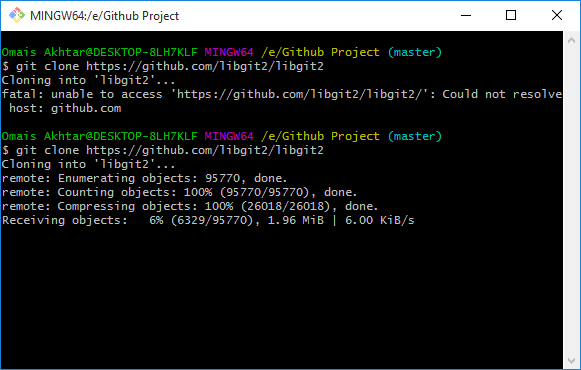 MINGW64:/e/Github Project
Omais Akhtar@DESKTOP-8LH7KLF MINGW64 /e/Github Project (master)
$ git clone https://github.com/libgit2/libgit2
Cloning into 'libgit2'...
fatal: unable to access 'https://github.com/libgit2/libgit2/': Could not resolve
 host: github.com
Omais Akhtar@DESKTOP-8LH7KLF MINGW64 /e/Github Project (master)
$ git clone https://github.com/libgit2/libgit2
Cloning into 'libgit2'...
remote: Enumerating objects: 95770, done.
remote: Counting objects: 100% (95770/95770), done.
remote: Compressing objects: 100% (26018/26018), done.
Receiving objects:   6% (6329/95770), 1.96 MiB | 6.00 KiB/s